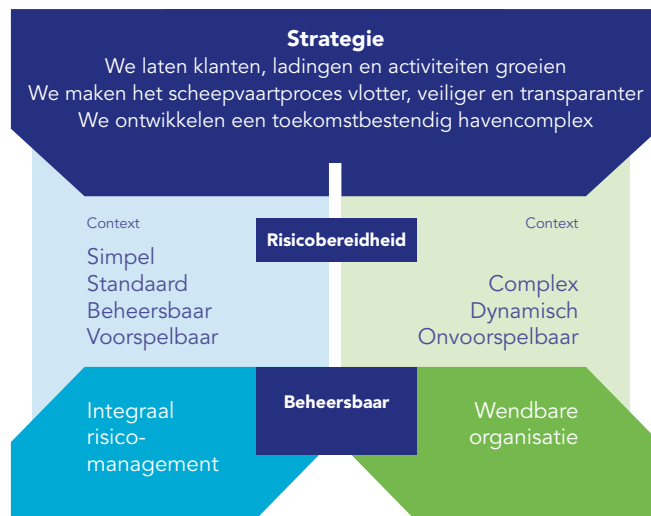 Strategie
We laten klanten, ladingen en activiteiten groeien
We maken het scheepvaartproces vlotter, veiliger en transparanter
We ontwikkelen een toekomstbestendig havencomplex
Context
Simpel
Standaard
Beheersbaar
Voorspelbaar
Risicobereidheid
Context
Complex
Dynamisch
Onvoorspelbaar
Integraal
risico-
management
Beheersbaar
Wendbare
organisatie